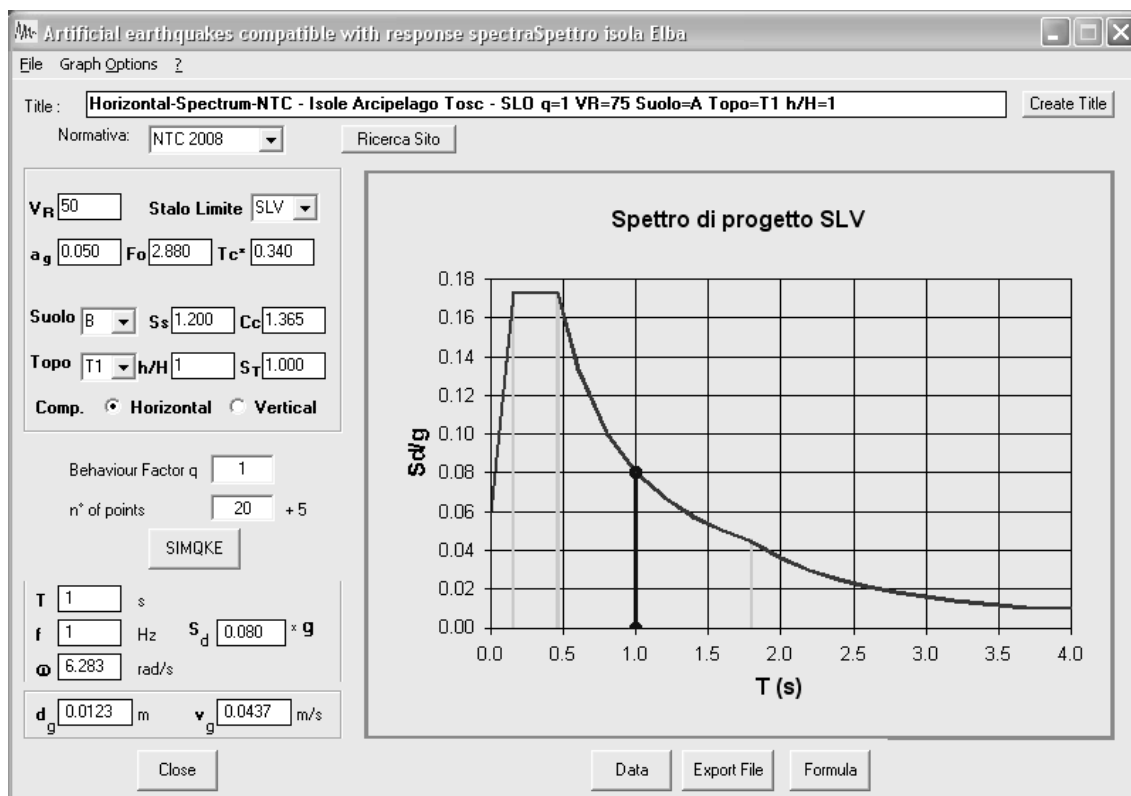 Artificial earthquakes compatible with response spectraSpettro isola Elba
File Graph Options ?
Title : Horizontal-Spectrum-NTC - Isole Arcipelago Tosc - SLO q=1 VR=75 Suolo=A Topo=T1 h/H=1 Create Title
Normativa: NTC 2008 Ricerca Sito
VR 50 Stalo Limite SLV
ag 0.050 Fo 2.880 Tc* 0.340
Suolo B Ss 1.200 Cc 1.365
Topo T1 h/H 1 ST 1.000
Comp. Horizontal Vertical
Behaviour Factor q 1
n° of points 20 + 5
SIMQKE
T 1 s
f 1 Hz Sd 0.080 x g
ω 6.283 rad/s
dg 0.0123 m vg 0.0437 m/s
Close
Spettro di progetto SLV
0.18
0.16
0.14
0.12
0.10
0.08
0.06
0.04
0.02
0.00
Sd/g
0.0 0.5 1.0 1.5 2.0 2.5 3.0 3.5 4.0
T (s)
Data Export File Formula